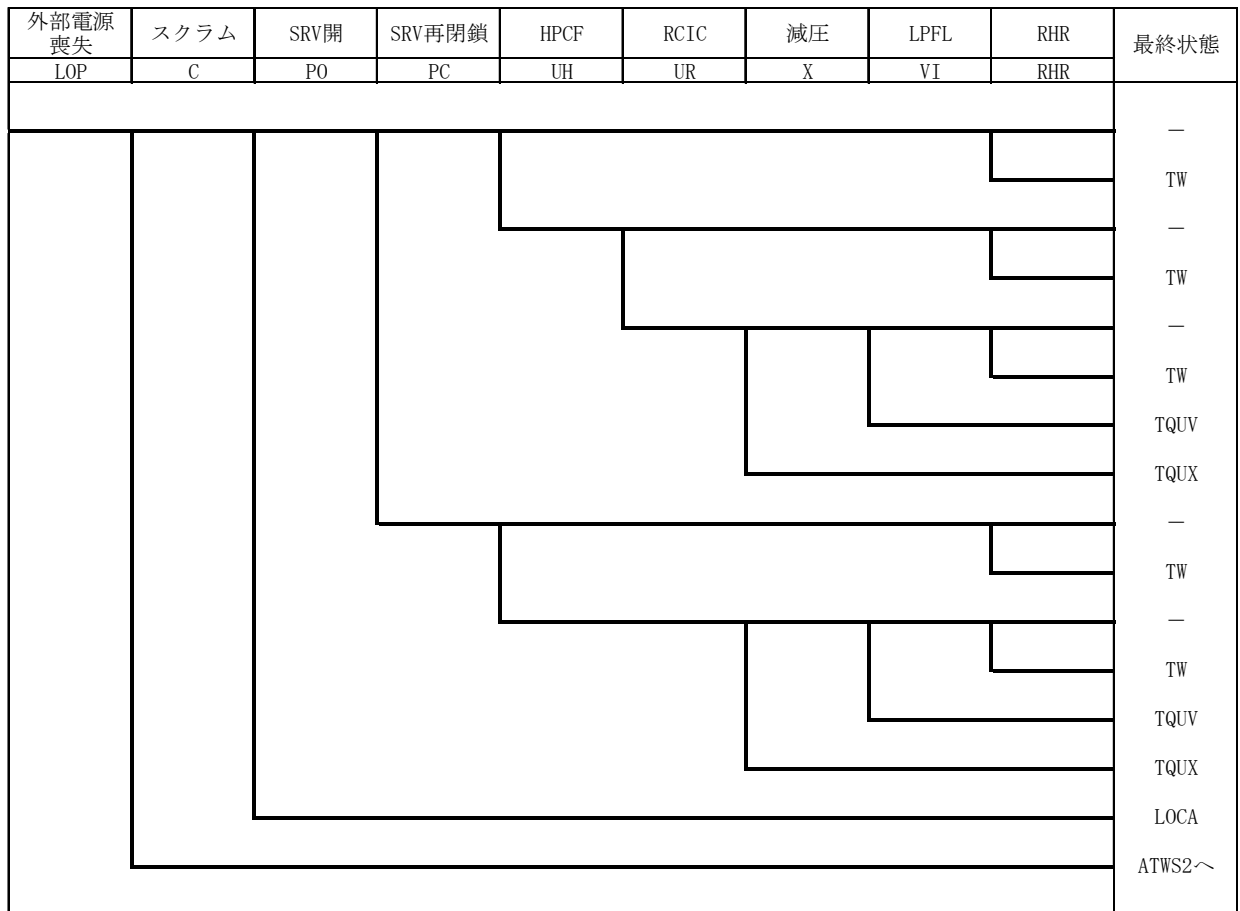 外部電源
喪失
スクラム
SRV開
SRV再閉鎖
HPCF
RCIC
減圧
LPFL
RHR
最終状態
LOP
C
PO
PC
UH
UR
X
VI
RHR
－
TW
－
TW
－
TW
TQUV
TQUX
－
TW
－
TW
TQUV
TQUX
LOCA
ATWS2へ